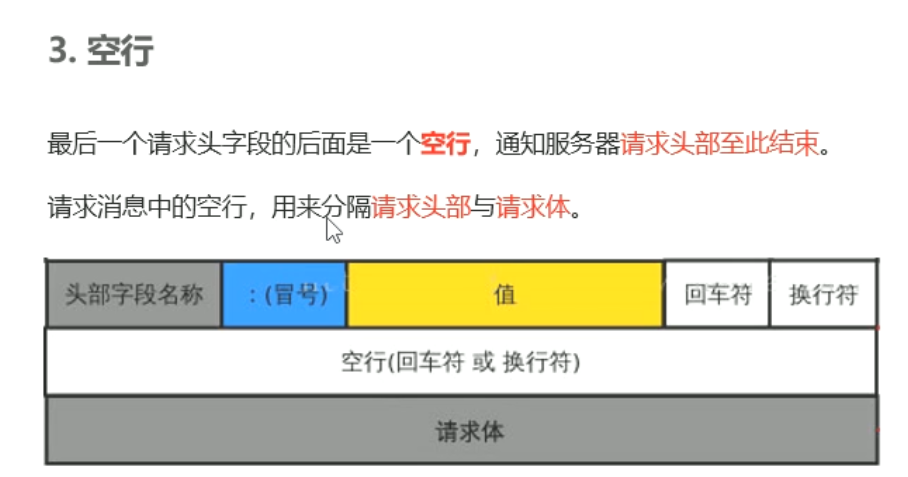 3. 空行
最后一个请求头字段的后面是一个空行，通知服务器请求头部至此结束。
请求消息中的空行，用来分隔请求头部与请求体。
头部字段名称 ：(冒号) 值 回车符 换行符
空行(回车符 或 换行符)
请求体